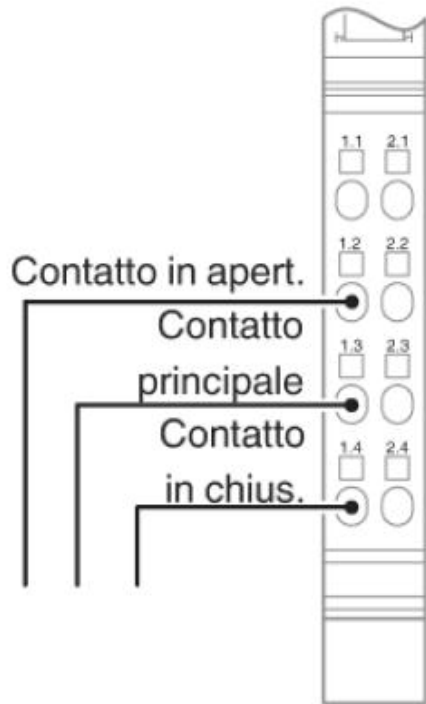 1.1 2.1
1.2 2.2
Contatto in apert.
Contatto
1.3 2.3
principale
Contatto
1.4 2.4
in chius.